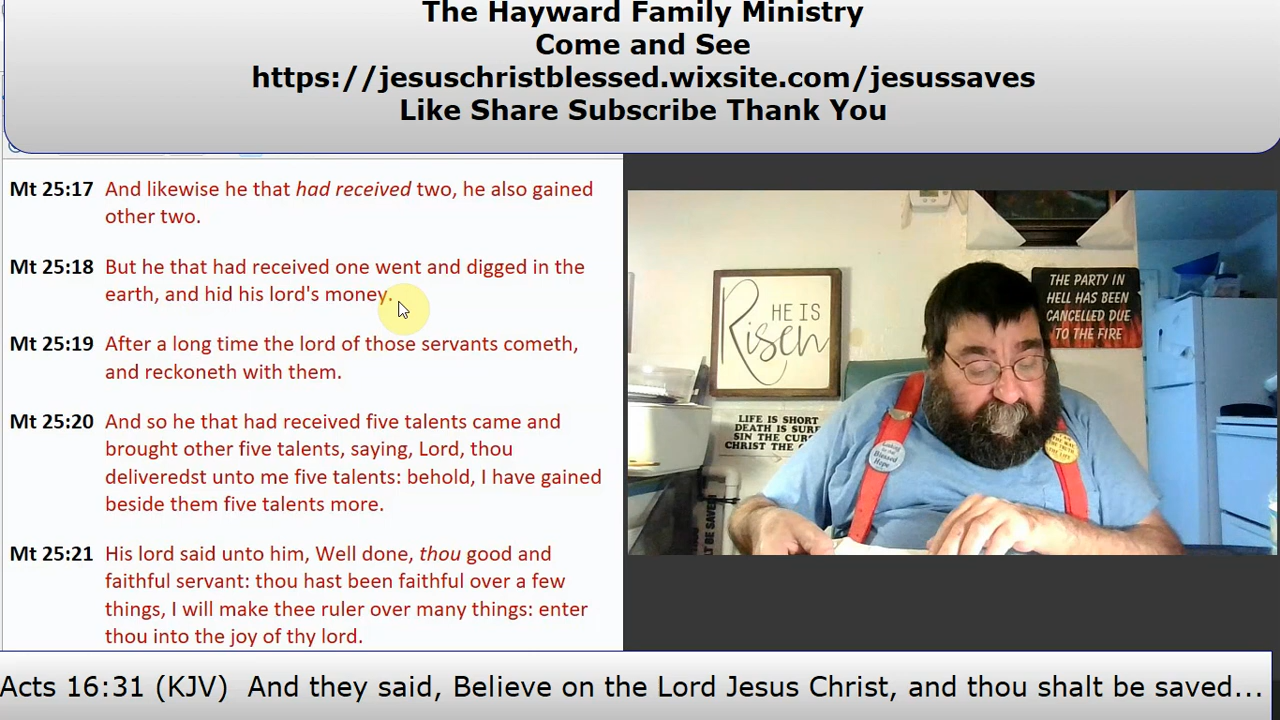 The Hayward Family Ministry
Come and See
https://jesuschristblessed.wixsite.com/jesussaves
Like Share Subscribe Thank You
Mt 25:17 And likewise he that had received two, he also gained
other two.
Mt 25:18 But he that had received one went and digged in the
earth, and hid his lord's money.
Mt 25:19 After a long time the lord of those servants cometh,
and reckoneth with them.
Mt 25:20 And so he that had received five talents came and
brought other five talents, saying, Lord, thou
deliveredst unto me five talents: behold, I have gained
beside them five talents more.
Mt 25:21 His lord said unto him, Well done, thou good and
faithful servant: thou hast been faithful over a few
things, I will make thee ruler over many things: enter
thou into the joy of thy lord.
HE IS
Risen
THE PARTY IN
HELL HAS BEEN
CANCELLED DUE
TO THE FIRE
LIFE IS SHORT
DEATH IS SURE
SIN THE CUR
CHRIST THE
Blessed
Hope
BE SAVE
Acts 16:31 (KJV) And they said, Believe on the Lord Jesus Christ, and thou shalt be saved...